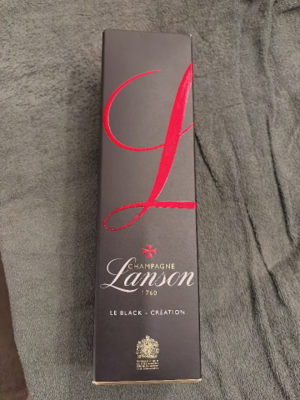 L
CHAMPAGNE
Lanson
1760
LE BLACK - CRÉATION